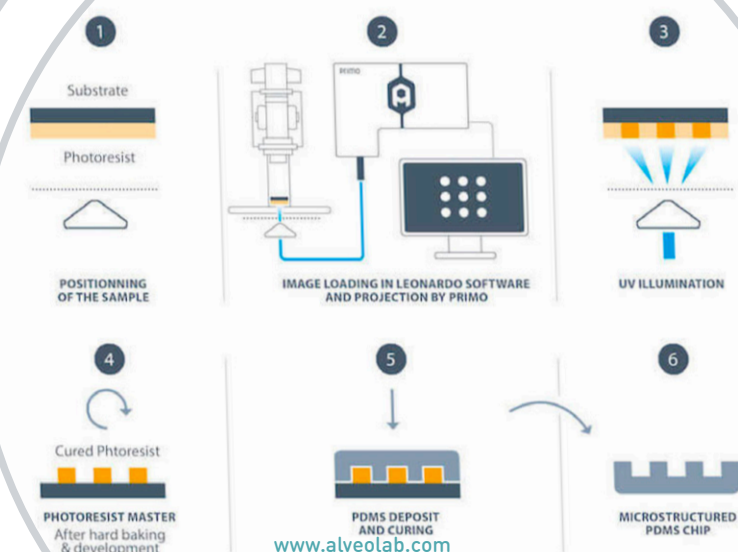 1
Substrate
Photoresist
POSITIONNING
OF THE SAMPLE
2
PRIMO
IMAGE LOADING IN LEONARDO SOFTWARE
AND PROJECTION BY PRIMO
3
UV ILLUMINATION
4
Cured Phtoresist
PHOTORESIST MASTER
After hard baking
& development
5
PDMS DEPOSIT
AND CURING
6
MICROSTRUCTURED
PDMS CHIP
www.alveolab.com